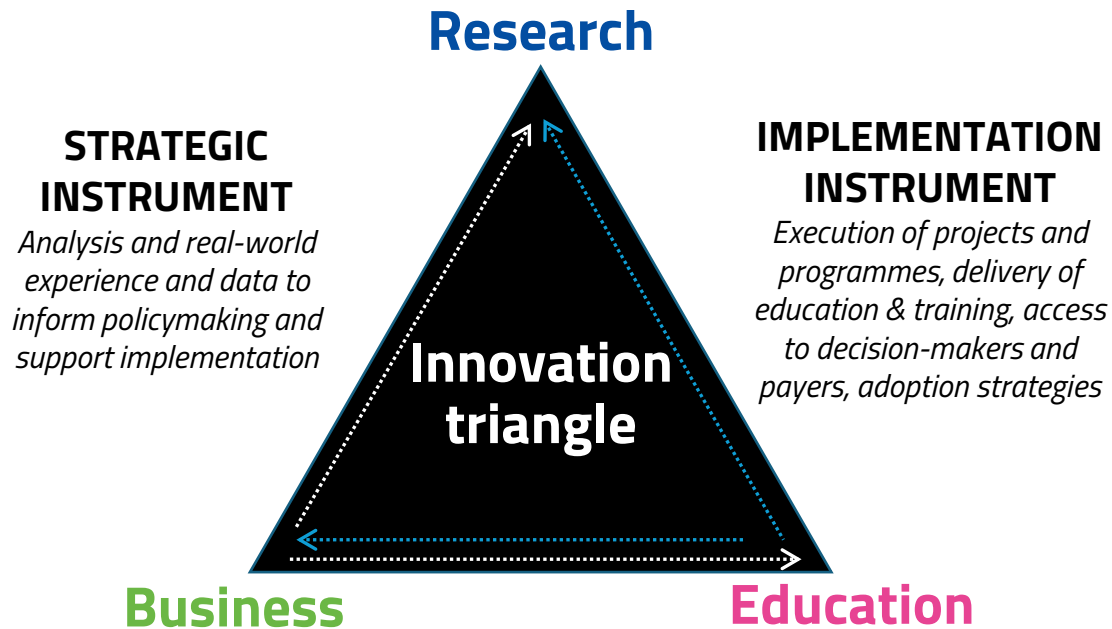 Research
STRATEGIC
INSTRUMENT
Analysis and real-world
experience and data to
inform policymaking and
support implementation
IMPLEMENTATION
INSTRUMENT
Execution of projects and
programmes, delivery of
education & training, access
to decision-makers and
payers, adoption strategies
Innovation
triangle
Business
Education